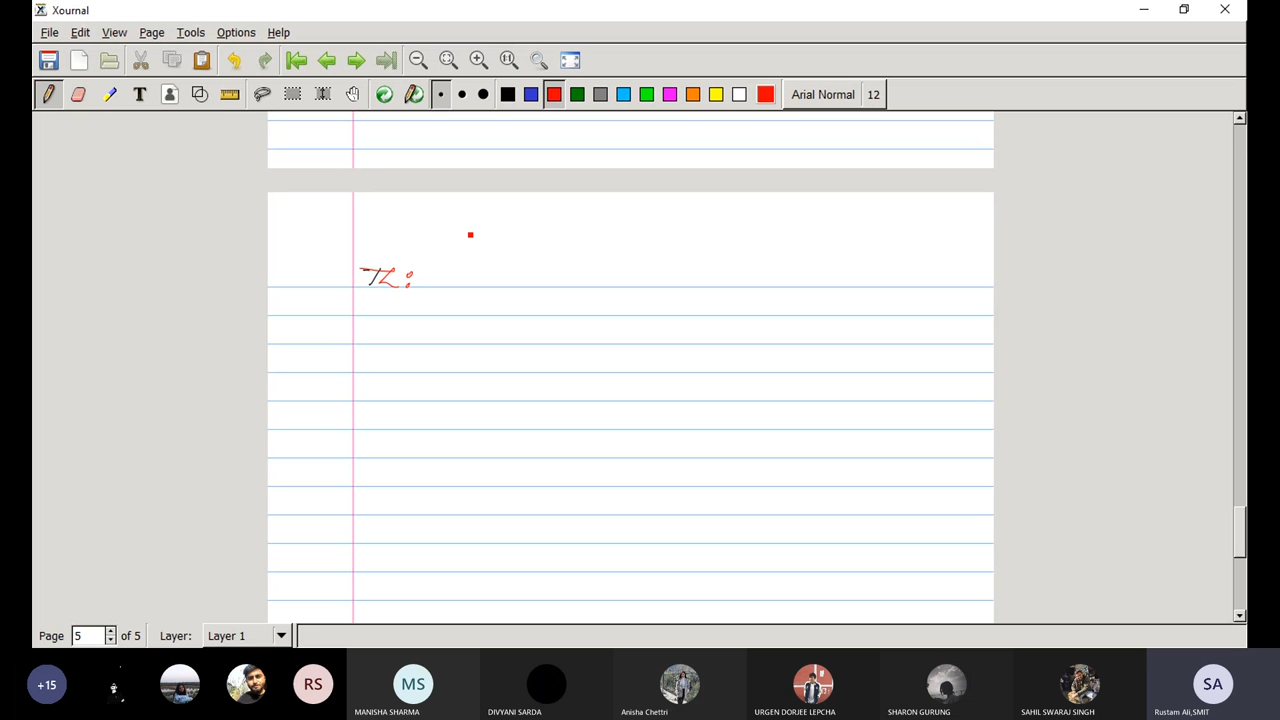 Xournal
File Edit View Page Tools Options Help
T Arial Normal 12
Page 5 of 5 Layer: Layer 1
+15 RS MS SA
MANISHA SHARMA DIVYANI SARDA Anisha Chettri URGEN DORJEE LEPCHA SHARON GURUNG SAHIL SWARAJ SINGH Rustam Ali,SMIT